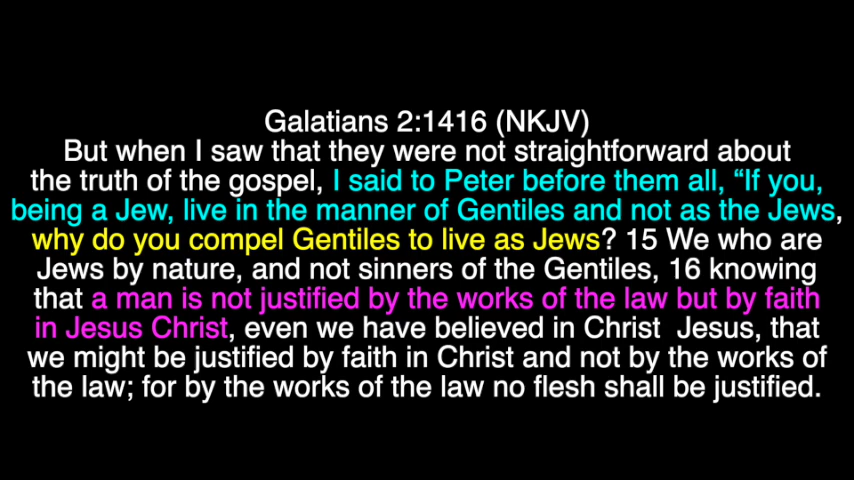 Galatians 2:1416 (NKJV)
But when I saw that they were not straightforward about
the truth of the gospel, I said to Peter before them all, “If you,
being a Jew, live in the manner of Gentiles and not as the Jews,
why do you compel Gentiles to live as Jews? 15 We who are
Jews by nature, and not sinners of the Gentiles, 16 knowing
that a man is not justified by the works of the law but by faith
in Jesus Christ, even we have believed in Christ  Jesus, that
we might be justified by faith in Christ and not by the works of
the law; for by the works of the law no flesh shall be justified.